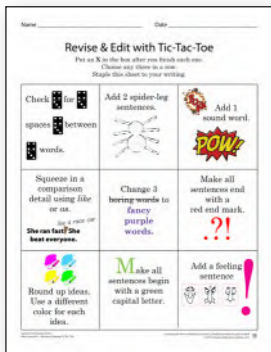 Name
Date
Revise & Edit with Tic-Tac-Toe
Put an X in the box after you finish each one.
Choose any three in a row.
Staple this sheet to your writing.
Check for
spaces between
words.
Add 2 spider-leg
sentences.
Add 1
sound word.
POW!
Squeeze in a
comparison
detail using like
or as.
like a race car.
She ran fast. She
beat everyone.
Change 3
boring words to
fancy
purple
words.
Make all
sentences end
with a
red end mark.
.?!
Round up ideas.
Use a different
color for each
idea.
Make all
sentences begin
with a green
capital letter.
Add a feeling
sentence
!